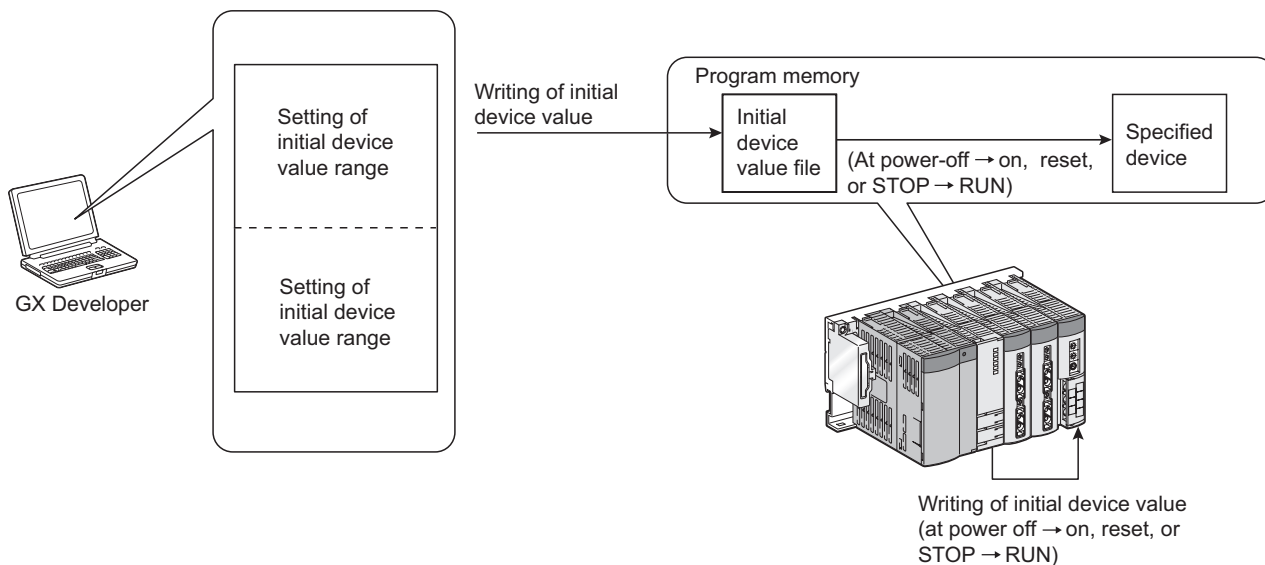 GX Developer
Setting of
initial device
value range
Setting of
initial device
value range
Writing of initial
device value
Program memory
Initial
device
value file
(At power-off → on, reset,
or STOP → RUN)
Specified
device
Writing of initial device value
(at power off → on, reset, or
STOP → RUN)